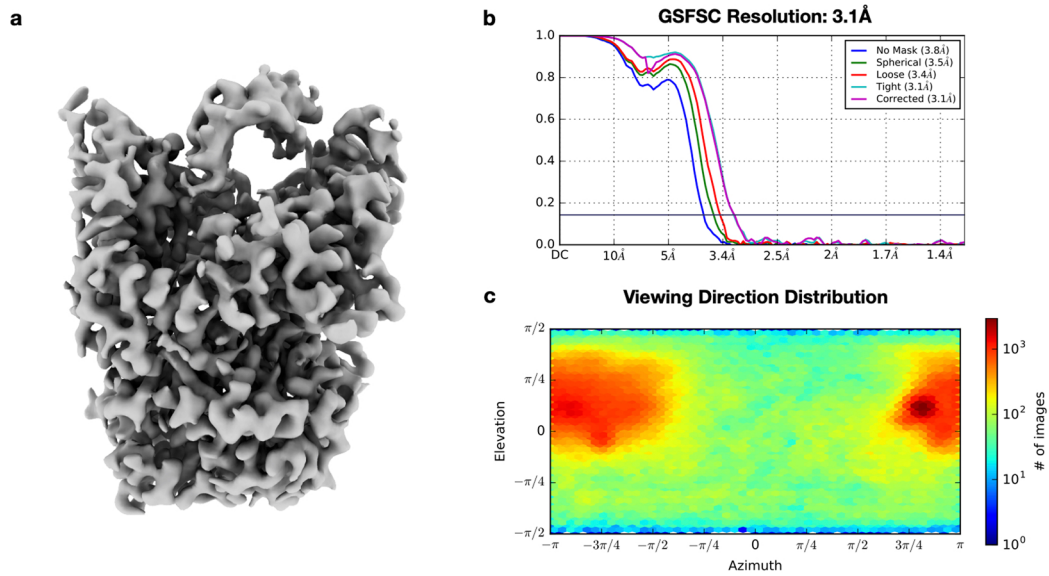 a
b
GSFSC Resolution: 3.1Å
1.0
0.8
0.6
0.4
0.2
0.0
No Mask (3.8Å)
Spherical (3.5Å)
Loose (3.4Å)
Tight (3.1Å)
Corrected (3.1Å)
DC 10Å 5Å 3.4Å 2.5Å 2Å 1.7Å 1.4Å
c
Viewing Direction Distribution
Elevation
π/2
π/4
0
−π/4
−π/2
−π −3π/4 −π/2 −π/4 0 π/4 π/2 3π/4 π
Azimuth
10³
10²
10¹
10⁰
# of images